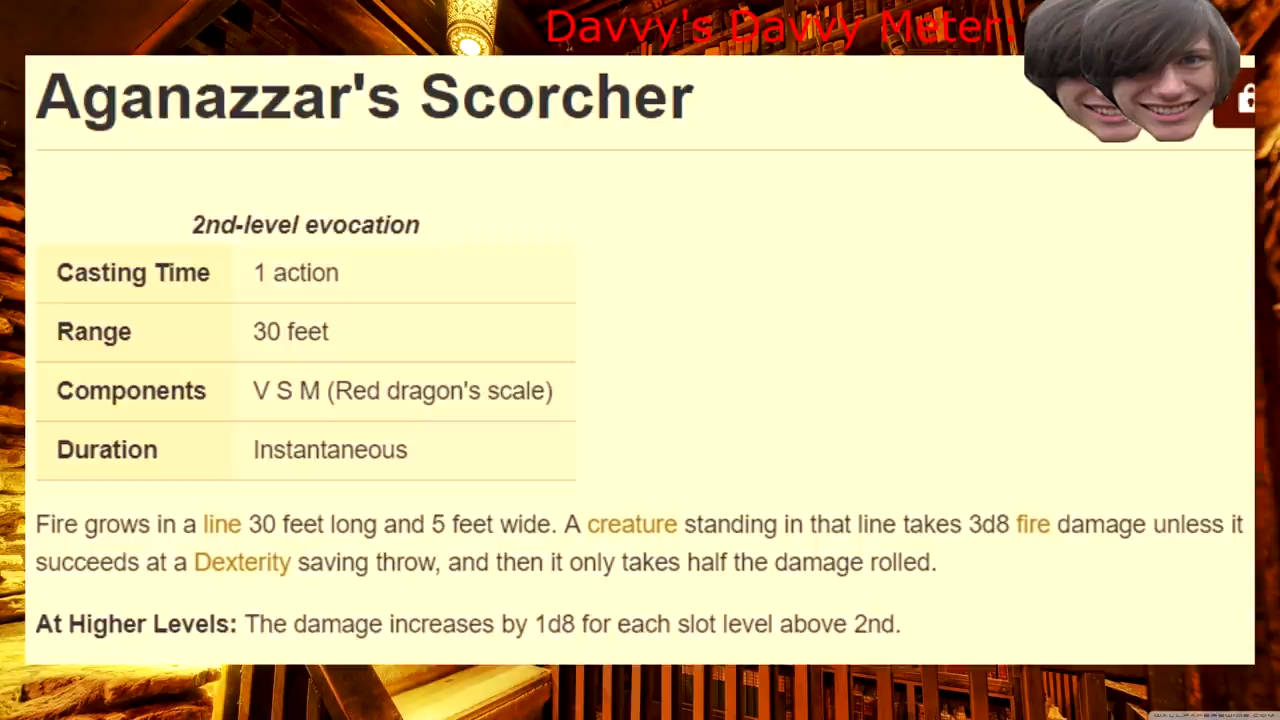 Davvy's Davvy Meter:
Aganazzar's Scorcher
2nd-level evocation
Casting Time 1 action
Range 30 feet
Components V S M (Red dragon's scale)
Duration Instantaneous
Fire grows in a line 30 feet long and 5 feet wide. A creature standing in that line takes 3d8 fire damage unless it
succeeds at a Dexterity saving throw, and then it only takes half the damage rolled.
At Higher Levels: The damage increases by 1d8 for each slot level above 2nd.